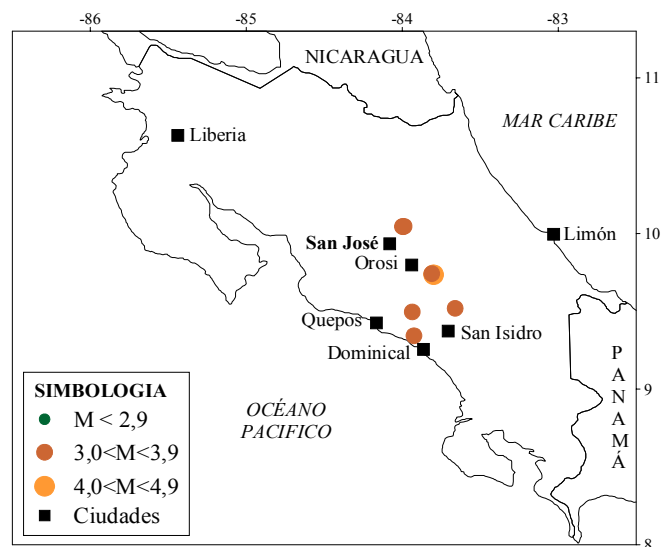 -86
-85
-84
-83
NICARAGUA
11
MAR CARIBE
Liberia
San José
10
Limón
Orosi
Quepos
San Isidro
Dominical
PANAMÁ
9
OCÉANO
PACIFICO
SIMBOLOGIA
M < 2,9
3,0<M<3,9
4,0<M<4,9
Ciudades
8